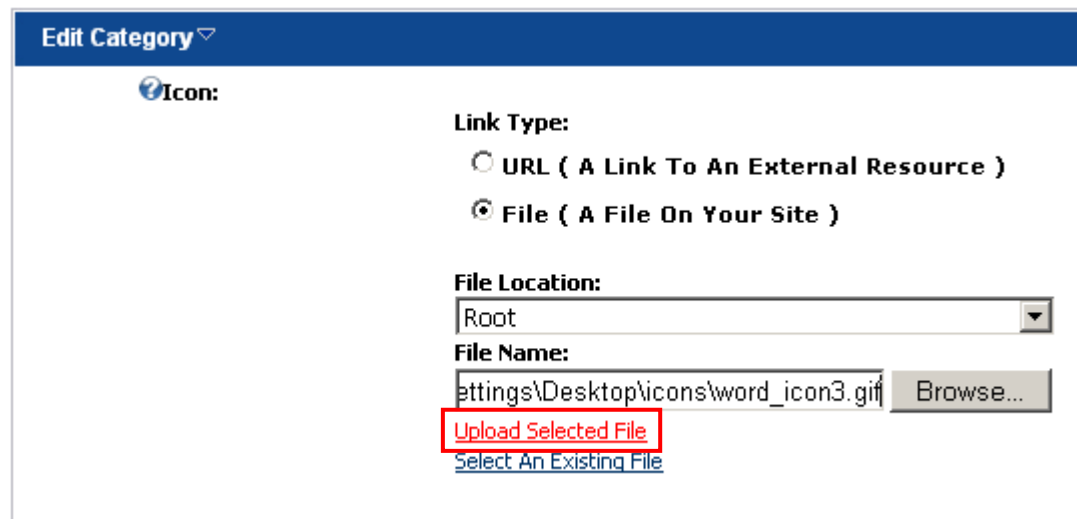 Edit Category
Icon:
Link Type:
URL ( A Link To An External Resource )
File ( A File On Your Site )
File Location:
Root
File Name:
ettings\Desktop\icons\word_icon3.gif Browse...
Upload Selected File
Select An Existing File